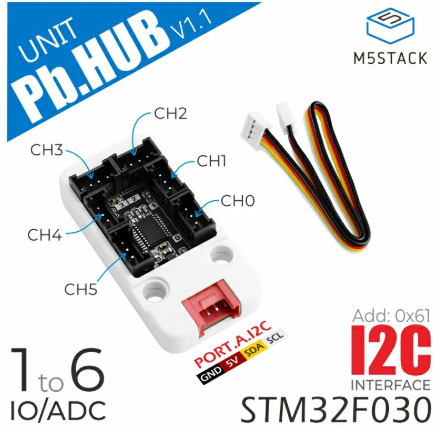 UNIT
Pb.HUB v1.1
M5STACK
CH2
CH3
CH1
CH0
CH4
CH5
PORT.A.I2C
GND 5V SDA SCL
Add: 0x61
I2C
INTERFACE
1 to 6
IO/ADC
STM32F030